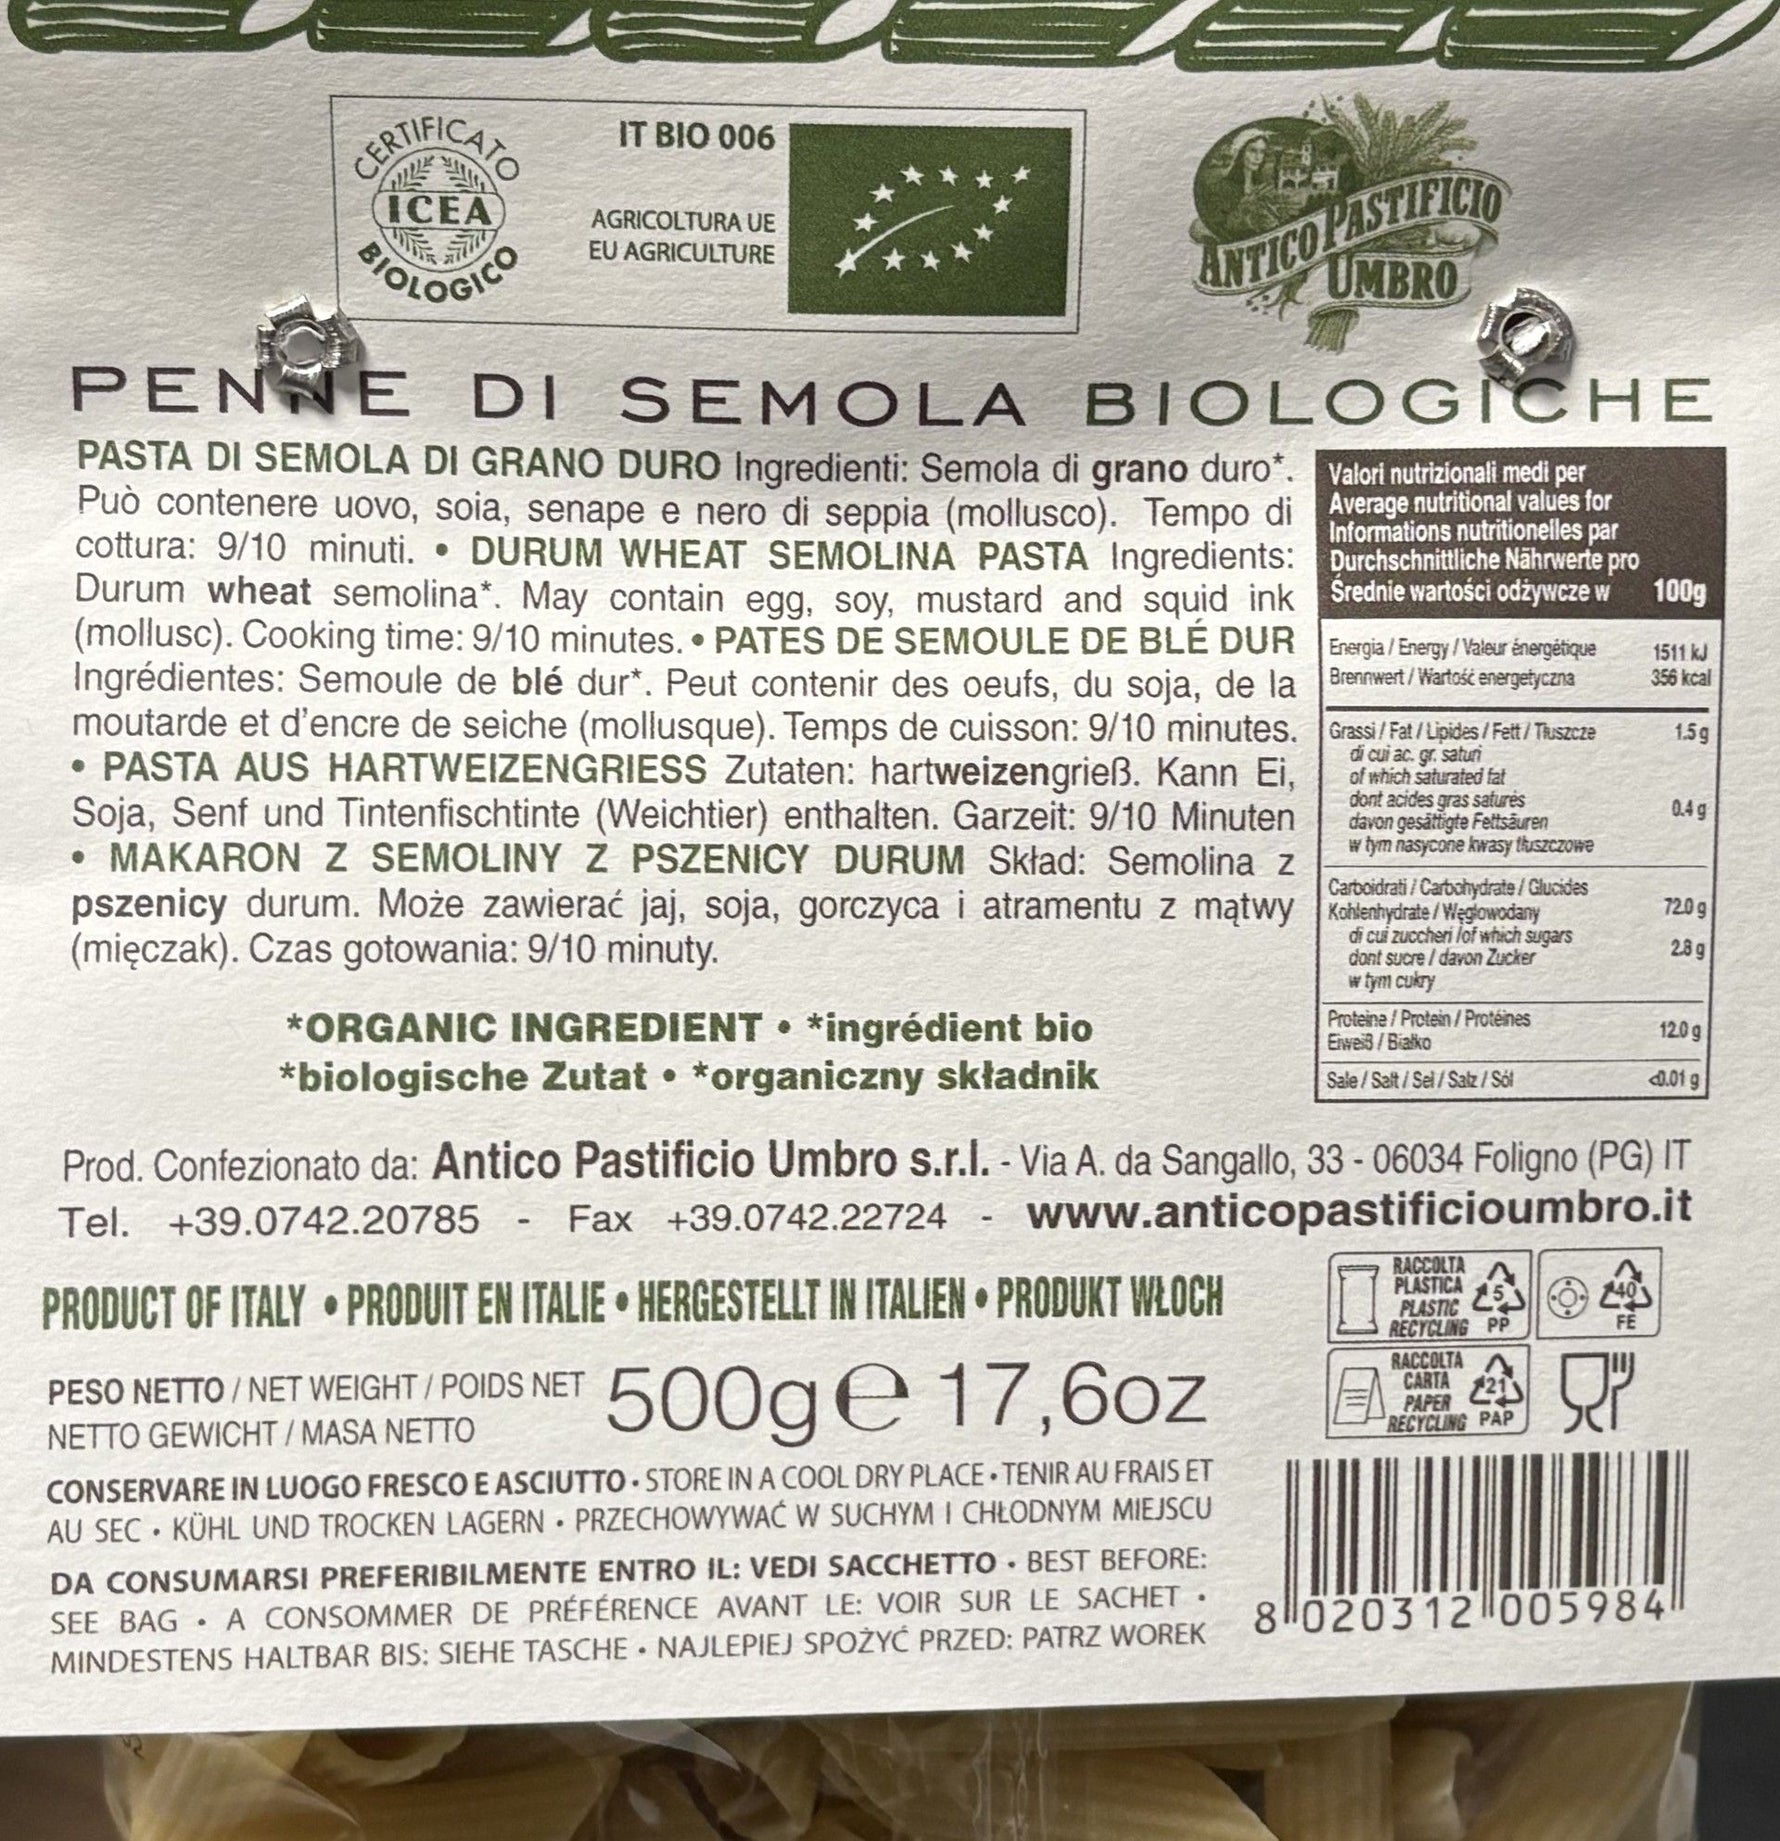 CERTIFICATO
ICEA
BIOLOGICO
IT BIO 006
AGRICOLTURA UE
EU AGRICULTURE
ANTICO PASTIFICIO
UMBRO
PENNE DI SEMOLA BIOLOGICHE
PASTA DI SEMOLA DI GRANO DURO Ingredienti: Semola di grano duro*.
Può contenere uovo, soia, senape e nero di seppia (mollusco). Tempo di
cottura: 9/10 minuti. • DURUM WHEAT SEMOLINA PASTA Ingredients:
Durum wheat semolina*. May contain egg, soy, mustard and squid ink
(mollusc). Cooking time: 9/10 minutes. • PATES DE SEMOULE DE BLÉ DUR
Ingrédientes: Semoule de blé dur*. Peut contenir des oeufs, du soja, de la
moutarde et d'encre de seiche (mollusque). Temps de cuisson: 9/10 minutes.
• PASTA AUS HARTWEIZENGRIESS Zutaten: hartweizengrieß. Kann Ei,
Soja, Senf und Tintenfischtinte (Weichtier) enthalten. Garzeit: 9/10 Minuten
• MAKARON Z SEMOLINY Z PSZENICY DURUM Skład: Semolina z
pszenicy durum. Może zawierać jaj, soja, gorczyca i atramentu z mątwy
(mięczak). Czas gotowania: 9/10 minuty.
*ORGANIC INGREDIENT • *ingrédient bio
*biologische Zutat • *organiczny składnik
Valori nutrizionali medi per
Average nutritional values for
Informations nutritionelles par
Durchschnittliche Nährwerte pro
Średnie wartości odżywcze w 100g
Energia / Energy / Valeur énergétique 1511 kJ
Brennwert / Wartość energetyczna 356 kcal
Grassi / Fat / Lipides / Fett / Tłuszcze 1.5 g
di cui ac. gr. saturi
of which saturated fat
dont acides gras saturés 0.4 g
davon gesättigte Fettsäuren
w tym nasycone kwasy tłuszczowe
Carboidrati / Carbohydrate / Glucides
Kohlenhydrate / Węglowodany 72.0 g
di cui zuccheri /of which sugars
dont sucre / davon Zucker 2.8 g
w tym cukry
Proteine / Protein / Protéines
Eiweiß / Białko 12.0 g
Sale / Salt / Sel / Salz / Sól <0.01 g
Prod. Confezionato da: Antico Pastificio Umbro s.r.l. - Via A. da Sangallo, 33 - 06034 Foligno (PG) IT
Tel. +39.0742.20785 - Fax +39.0742.22724 - www.anticopastificioumbro.it
PRODUCT OF ITALY • PRODUIT EN ITALIE • HERGESTELLT IN ITALIEN • PRODUKT WŁOCH
RACCOLTA
PLASTICA
PLASTIC
RECYCLING
5
PP
40
FE
RACCOLTA
CARTA
PAPER
RECYCLING
21
PAP
PESO NETTO / NET WEIGHT / POIDS NET
NETTO GEWICHT / MASA NETTO
500g e 17,6oz
CONSERVARE IN LUOGO FRESCO E ASCIUTTO • STORE IN A COOL DRY PLACE • TENIR AU FRAIS ET
AU SEC • KÜHL UND TROCKEN LAGERN • PRZECHOWYWAĆ W SUCHYM I CHŁODNYM MIEJSCU
DA CONSUMARSI PREFERIBILMENTE ENTRO IL: VEDI SACCHETTO • BEST BEFORE:
SEE BAG • A CONSOMMER DE PRÉFÉRENCE AVANT LE: VOIR SUR LE SACHET •
MINDESTENS HALTBAR BIS: SIEHE TASCHE • NAJLEPIEJ SPOŻYĆ PRZED: PATRZ WOREK
8 020312 005984